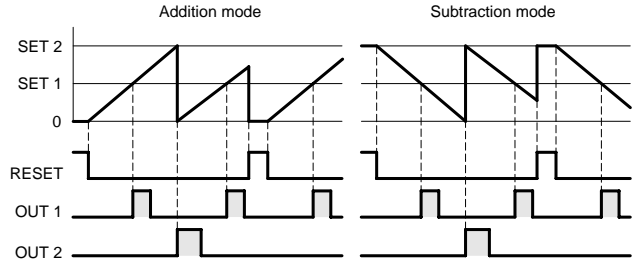 Addition mode
Subtraction mode
SET 2
SET 1
0
RESET
OUT 1
OUT 2